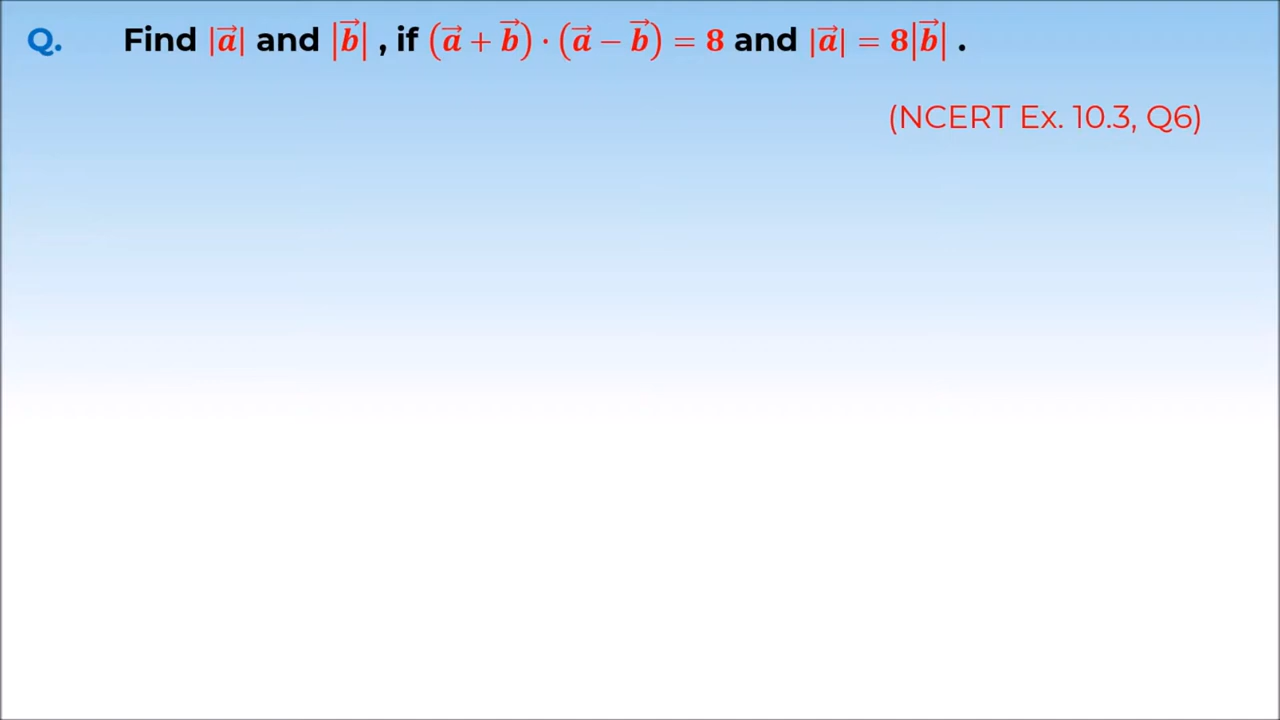 Q. Find |a⃗| and |b⃗| , if (a⃗ + b⃗) · (a⃗ − b⃗) = 8 and |a⃗| = 8|b⃗| .
(NCERT Ex. 10.3, Q6)